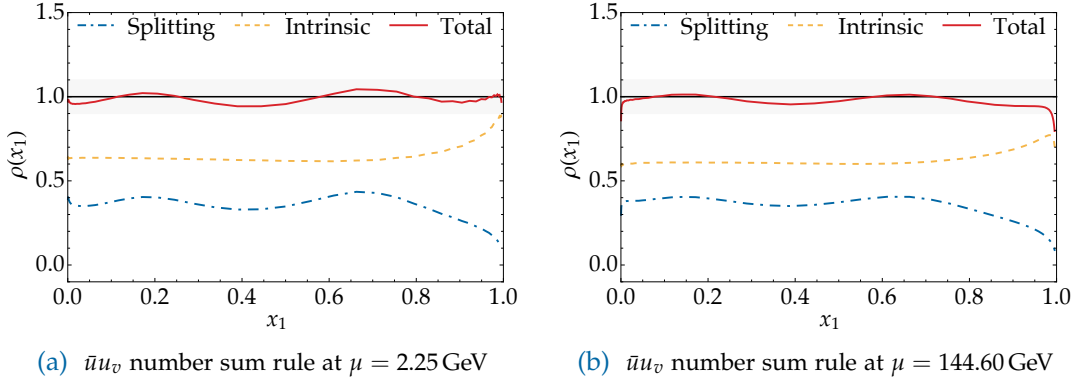 1.5
Splitting Intrinsic Total
1.0
ρ(x₁)
0.5
0.0
0.0 0.2 0.4 0.6 0.8 1.0
x₁
(a) ūuᵥ number sum rule at μ = 2.25 GeV
1.5
Splitting Intrinsic Total
1.0
ρ(x₁)
0.5
0.0
0.0 0.2 0.4 0.6 0.8 1.0
x₁
(b) ūuᵥ number sum rule at μ = 144.60 GeV